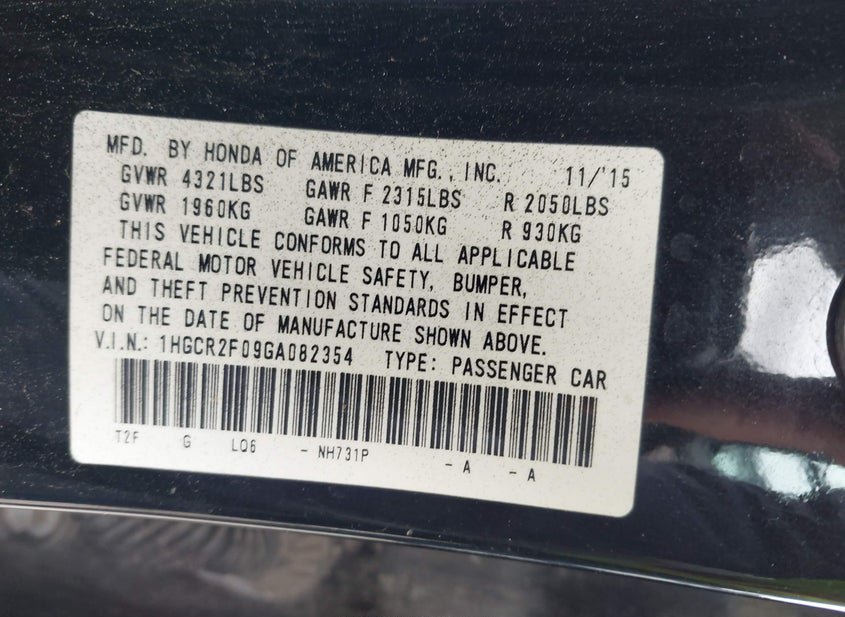 MFD. BY HONDA OF AMERICA MFG., INC. 11/'15
GVWR 4321LBS GAWR F 2315LBS R 2050LBS
GVWR 1960KG GAWR F 1050KG R 930KG
THIS VEHICLE CONFORMS TO ALL APPLICABLE
FEDERAL MOTOR VEHICLE SAFETY, BUMPER,
AND THEFT PREVENTION STANDARDS IN EFFECT
ON THE DATE OF MANUFACTURE SHOWN ABOVE.
V.I.N.: 1HGCR2F09GA082354 TYPE: PASSENGER CAR
T2F G LQ6 - NH731P - A - A